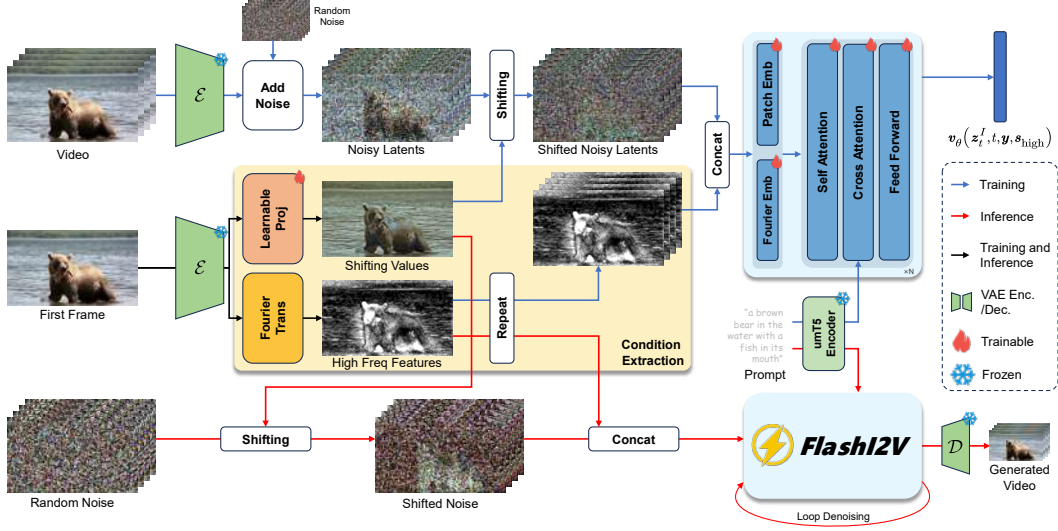 Random
Noise
ℰ
Add
Noise
Shifting
Video
Noisy Latents
Shifted Noisy Latents
Concat
Patch Emb
Fourier Emb
Self Attention
Cross Attention
Feed Forward
×N
𝒗θ(𝒛ₜᴵ, t, 𝒚, 𝒔high)
ℰ
First Frame
Learnable
Proj
Fourier
Trans
Shifting Values
High Freq Features
Repeat
Condition
Extraction
"a brown
bear in the
water with a
fish in its
mouth"
Prompt
umT5
Encoder
Training
Inference
Training and
Inference
VAE Enc.
/Dec.
Trainable
Frozen
Random Noise
Shifting
Shifted Noise
Concat
FlashI2V
Loop Denoising
𝒟
Generated
Video